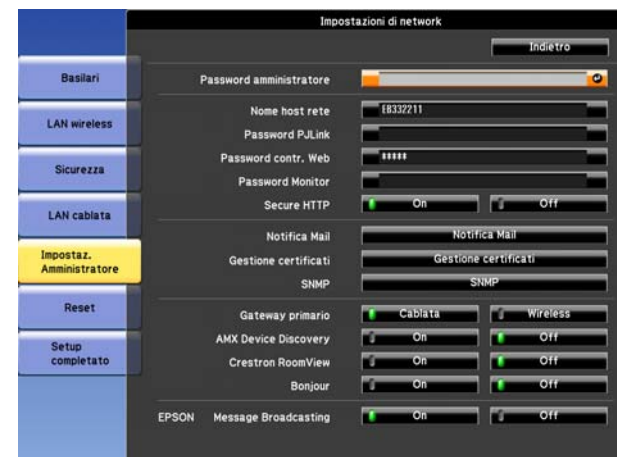 Impostazioni di network
Indietro
Basilari
LAN wireless
Sicurezza
LAN cablata
Impostaz.
Amministratore
Reset
Setup
completato
Password amministratore
Nome host rete EB332211
Password PJLink
Password contr. Web *****
Password Monitor
Secure HTTP On Off
Notifica Mail Notifica Mail
Gestione certificati Gestione certificati
SNMP SNMP
Gateway primario Cablata Wireless
AMX Device Discovery On Off
Crestron RoomView On Off
Bonjour On Off
EPSON Message Broadcasting On Off